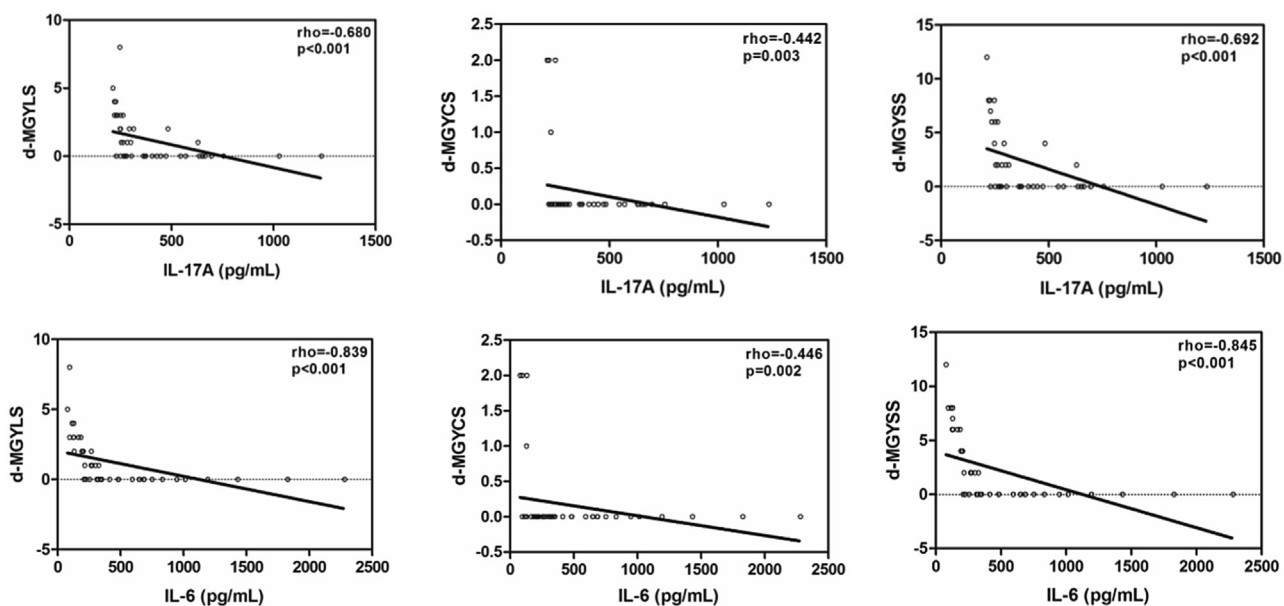 10
5
0
-5
d-MGYLS
rho=-0.680
p<0.001
0
500
1000
1500
IL-17A (pg/mL)
2.5
2.0
1.5
1.0
0.5
0.0
-0.5
d-MGYCS
rho=-0.442
p=0.003
0
500
1000
1500
IL-17A (pg/mL)
15
10
5
0
-5
d-MGYSS
rho=-0.692
p<0.001
0
500
1000
1500
IL-17A (pg/mL)
10
5
0
-5
d-MGYLS
rho=-0.839
p<0.001
0
500
1000
1500
2000
2500
IL-6 (pg/mL)
2.5
2.0
1.5
1.0
0.5
0.0
-0.5
d-MGYCS
rho=-0.446
p=0.002
0
500
1000
1500
2000
2500
IL-6 (pg/mL)
15
10
5
0
-5
d-MGYSS
rho=-0.845
p<0.001
0
500
1000
1500
2000
2500
IL-6 (pg/mL)